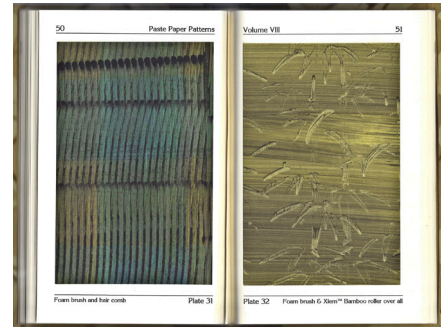 50 Paste Paper Patterns
Foam brush and hair comb Plate 31
Volume VIII 51
Plate 32 Foam brush & Xiem™ Bamboo roller over all